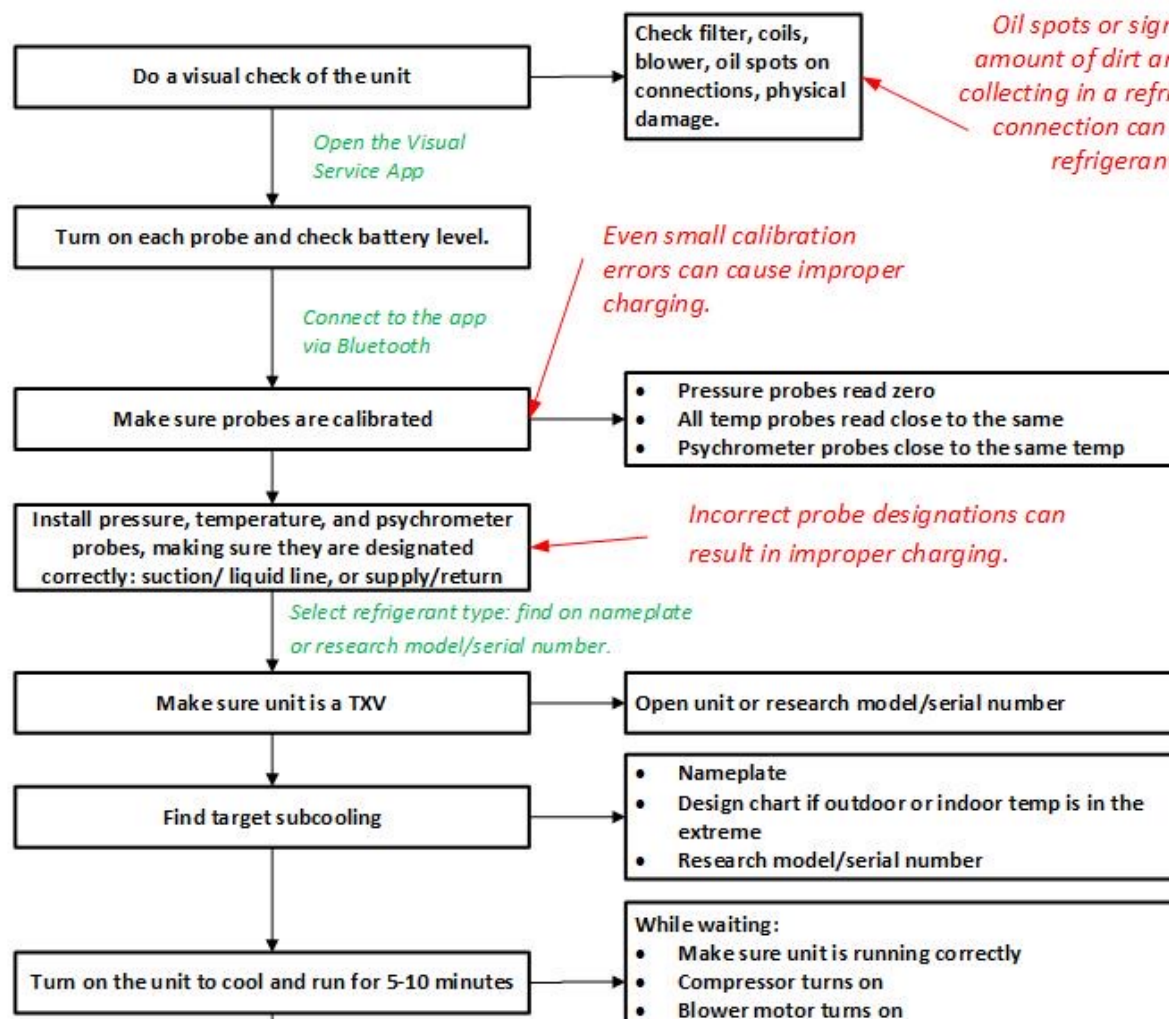 Do a visual check of the unit
Check filter, coils,
blower, oil spots on
connections, physical
damage.
Oil spots or
amount of dirt
collecting in a
connection can
Open the Visual
Service App
Turn on each probe and check battery level.
Even small calibration
errors can cause improper
charging.
Connect to the app
via Bluetooth
Make sure probes are calibrated
• Pressure probes read zero
• All temp probes read close to the same
• Psychrometer probes close to the same temp
Install pressure, temperature, and psychrometer
probes, making sure they are designated
correctly: suction/ liquid line, or supply/return
Incorrect probe designations can
result in improper charging.
Select refrigerant type: find on nameplate
or research model/serial number.
Make sure unit is a TXV
Open unit or research model/serial number
Find target subcooling
• Nameplate
• Design chart if outdoor or indoor temp is in the
extreme
• Research model/serial number
Turn on the unit to cool and run for 5-10 minutes
While waiting:
• Make sure unit is running correctly
• Compressor turns on
• Blower motor turns on